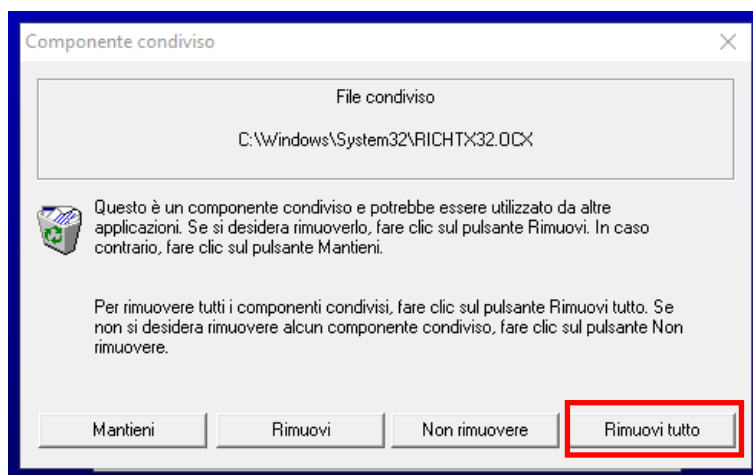 Componente condiviso
File condiviso
C:\Windows\System32\RICHTX32.OCX
Questo è un componente condiviso e potrebbe essere utilizzato da altre
applicazioni. Se si desidera rimuoverlo, fare clic sul pulsante Rimuovi. In caso
contrario, fare clic sul pulsante Mantieni.
Per rimuovere tutti i componenti condivisi, fare clic sul pulsante Rimuovi tutto. Se
non si desidera rimuovere alcun componente condiviso, fare clic sul pulsante Non
rimuovere.
Mantieni Rimuovi Non rimuovere Rimuovi tutto